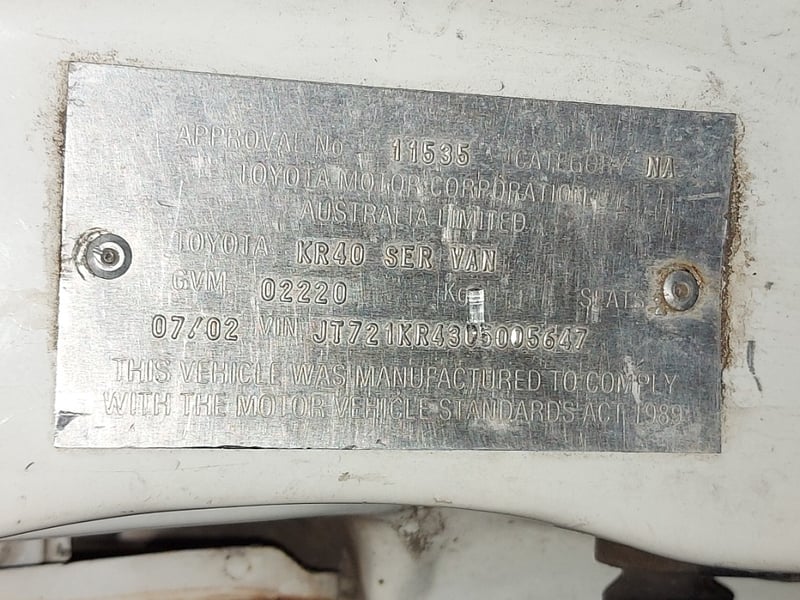 APPROVAL No 11535 CATEGORY NA
TOYOTA MOTOR CORPORATION
AUSTRALIA LIMITED
TOYOTA KR40 SER VAN
GVM 02220 Kg SEATS
07/02 VIN JT721KR4305005647
THIS VEHICLE WAS MANUFACTURED TO COMPLY
WITH THE MOTOR VEHICLE STANDARDS ACT 1989